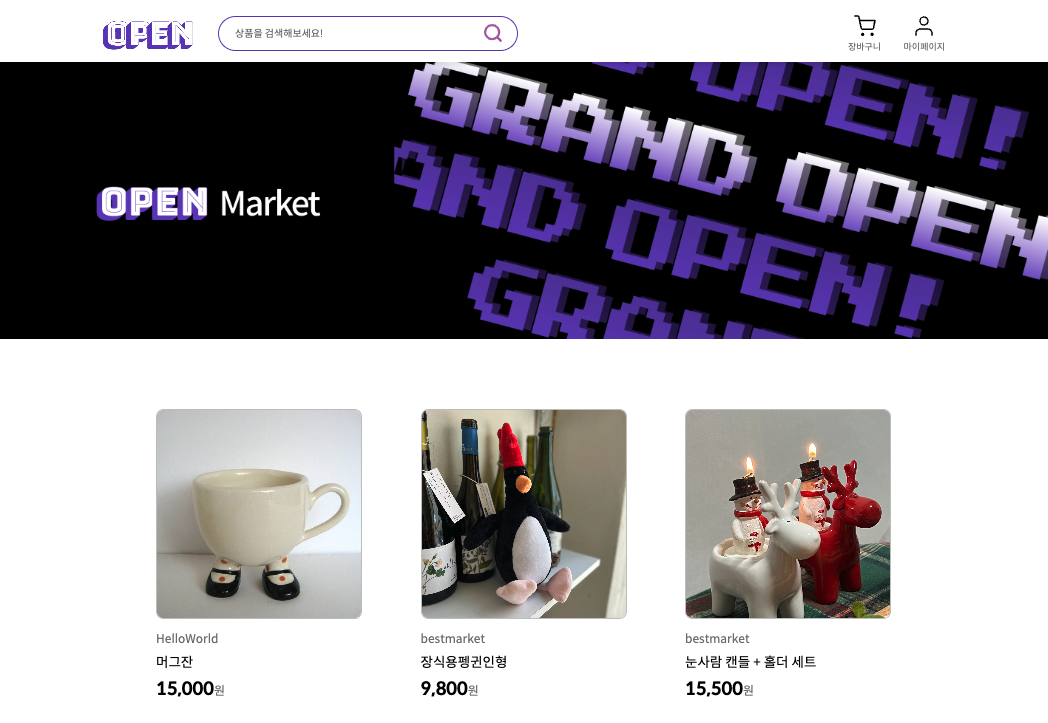 OPEN
상품을 검색해보세요!
장바구니
마이페이지
OPEN!
GRAND OPEN
AND OPEN!
OPEN Market
HelloWorld
머그잔
15,000원
bestmarket
장식용펭귄인형
9,800원
bestmarket
눈사람 캔들 + 홀더 세트
15,500원